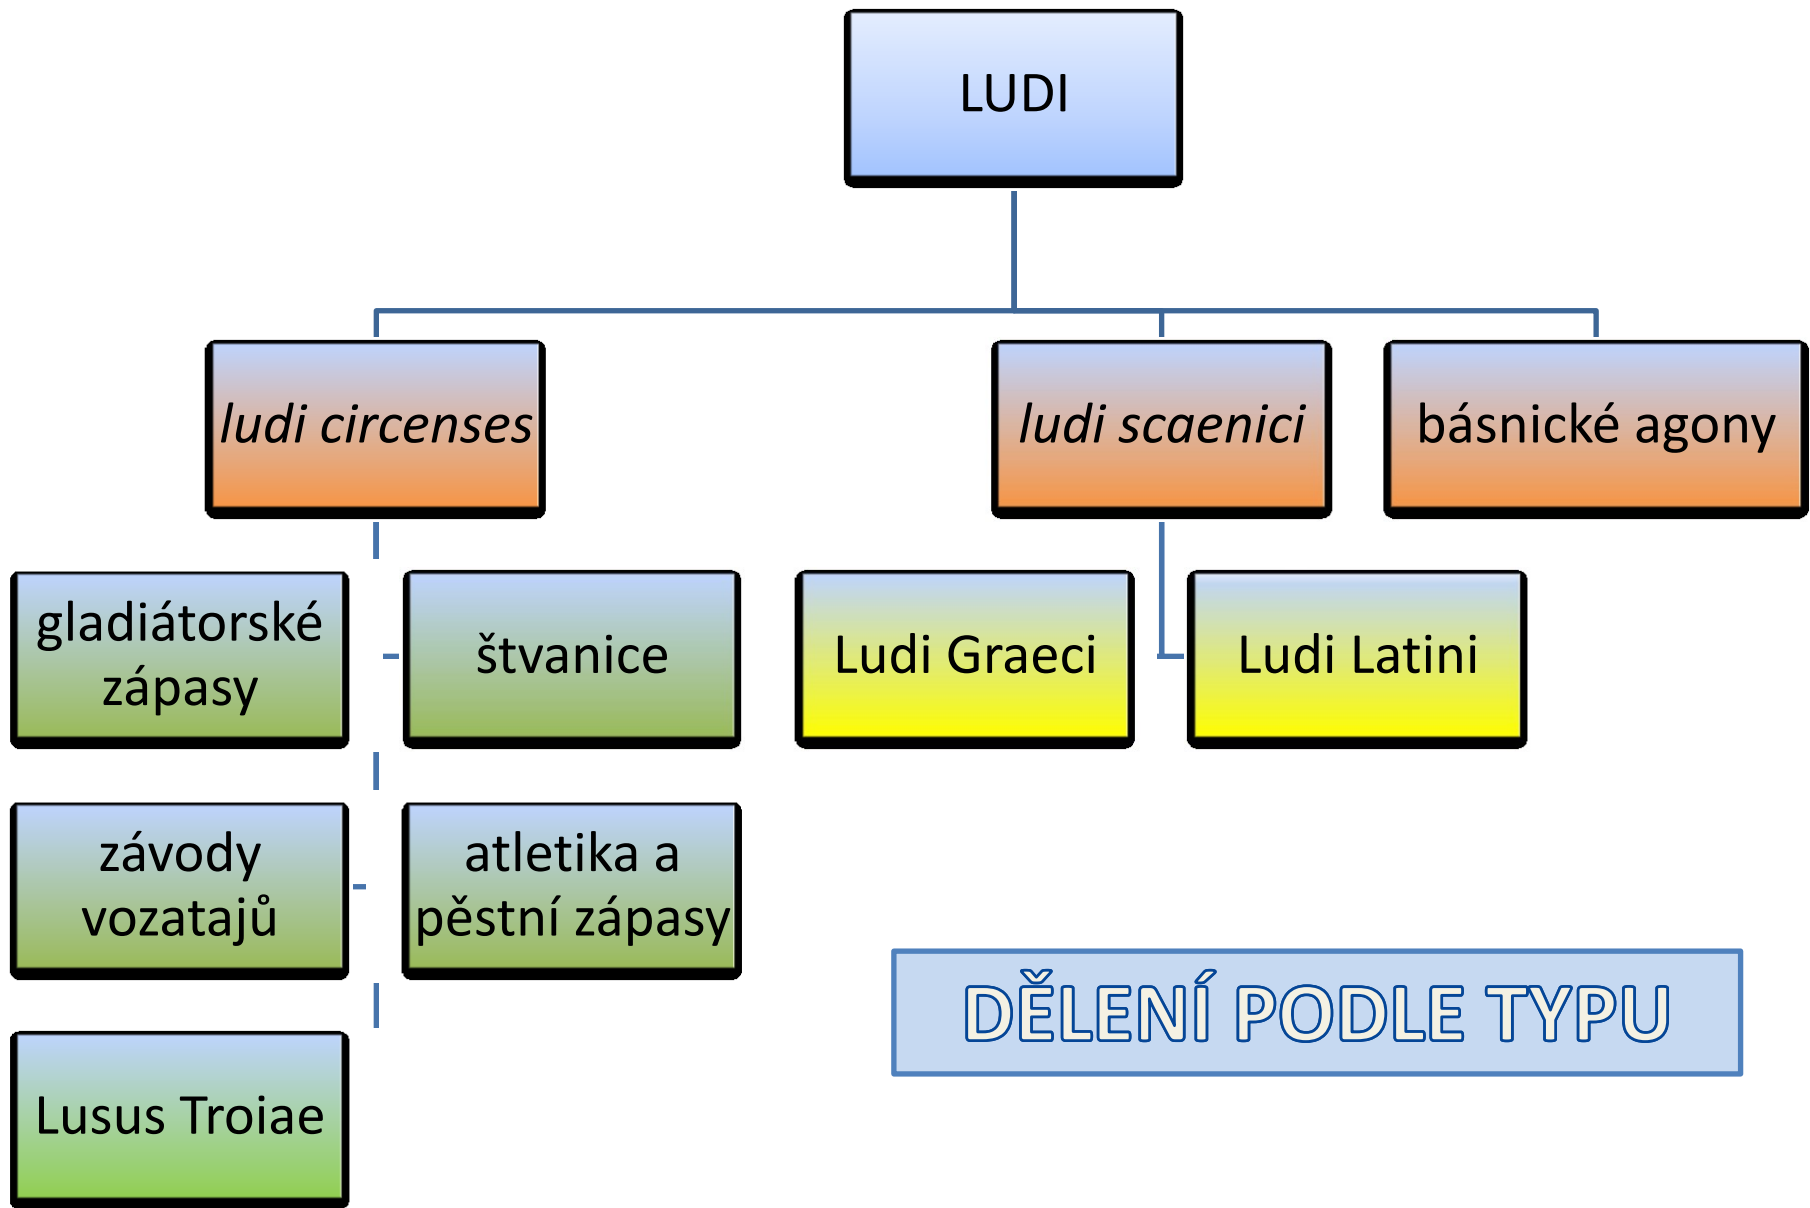 LUDI
ludi circenses
ludi scaenici
básnické agony
gladiátorské
zápasy
štvanice
Ludi Graeci
Ludi Latini
závody
vozatajů
atletika a
pěstní zápasy
DĚLENÍ PODLE TYPU
Lusus Troiae